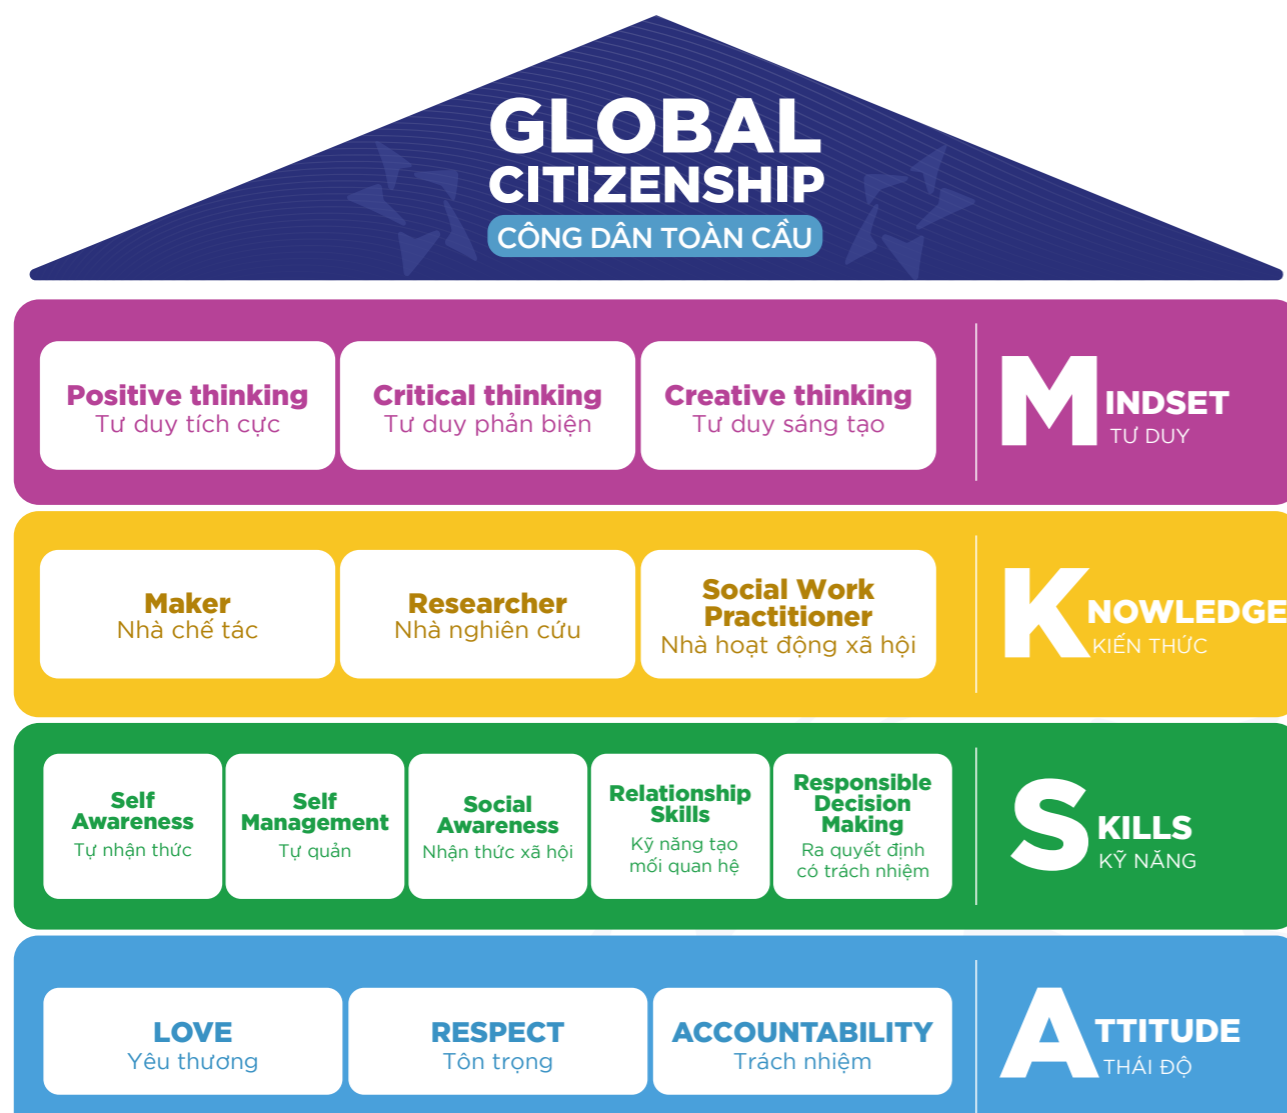 GLOBAL
CITIZENSHIP
CÔNG DÂN TOÀN CẦU
Positive thinking
Tư duy tích cực
Critical thinking
Tư duy phản biện
Creative thinking
Tư duy sáng tạo
MINDSET
TƯ DUY
Maker
Nhà chế tác
Researcher
Nhà nghiên cứu
Social Work
Practitioner
Nhà hoạt động xã hội
KNOWLEDGE
KIẾN THỨC
Self
Awareness
Tự nhận thức
Self
Management
Tự quản
Social
Awareness
Nhận thức xã hội
Relationship
Skills
Kỹ năng tạo
mối quan hệ
Responsible
Decision
Making
Ra quyết định
có trách nhiệm
SKILLS
KỸ NĂNG
LOVE
Yêu thương
RESPECT
Tôn trọng
ACCOUNTABILITY
Trách nhiệm
ATTITUDE
THÁI ĐỘ